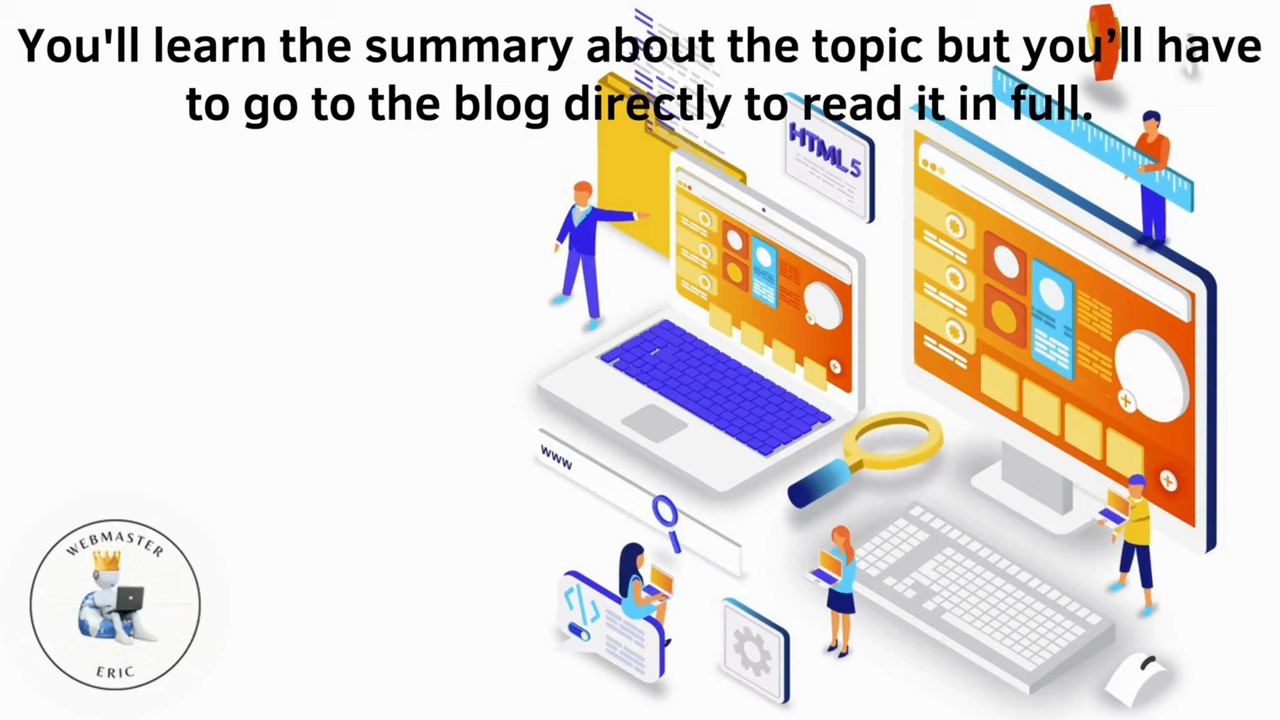 You'll learn the summary about the topic but you’ll have
to go to the blog directly to read it in full.
HTML5
www
</>
WEBMASTER
ERIC